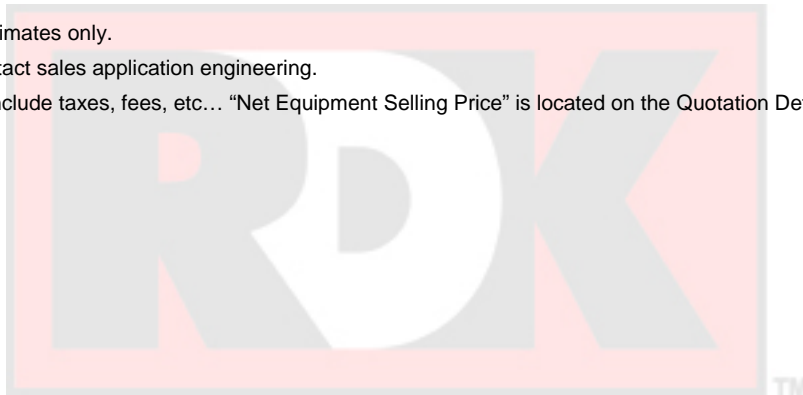 imates only.
tact sales application engineering.
nclude taxes, fees, etc… “Net Equipment Selling Price” is located on the Quotation De
RDK
TM